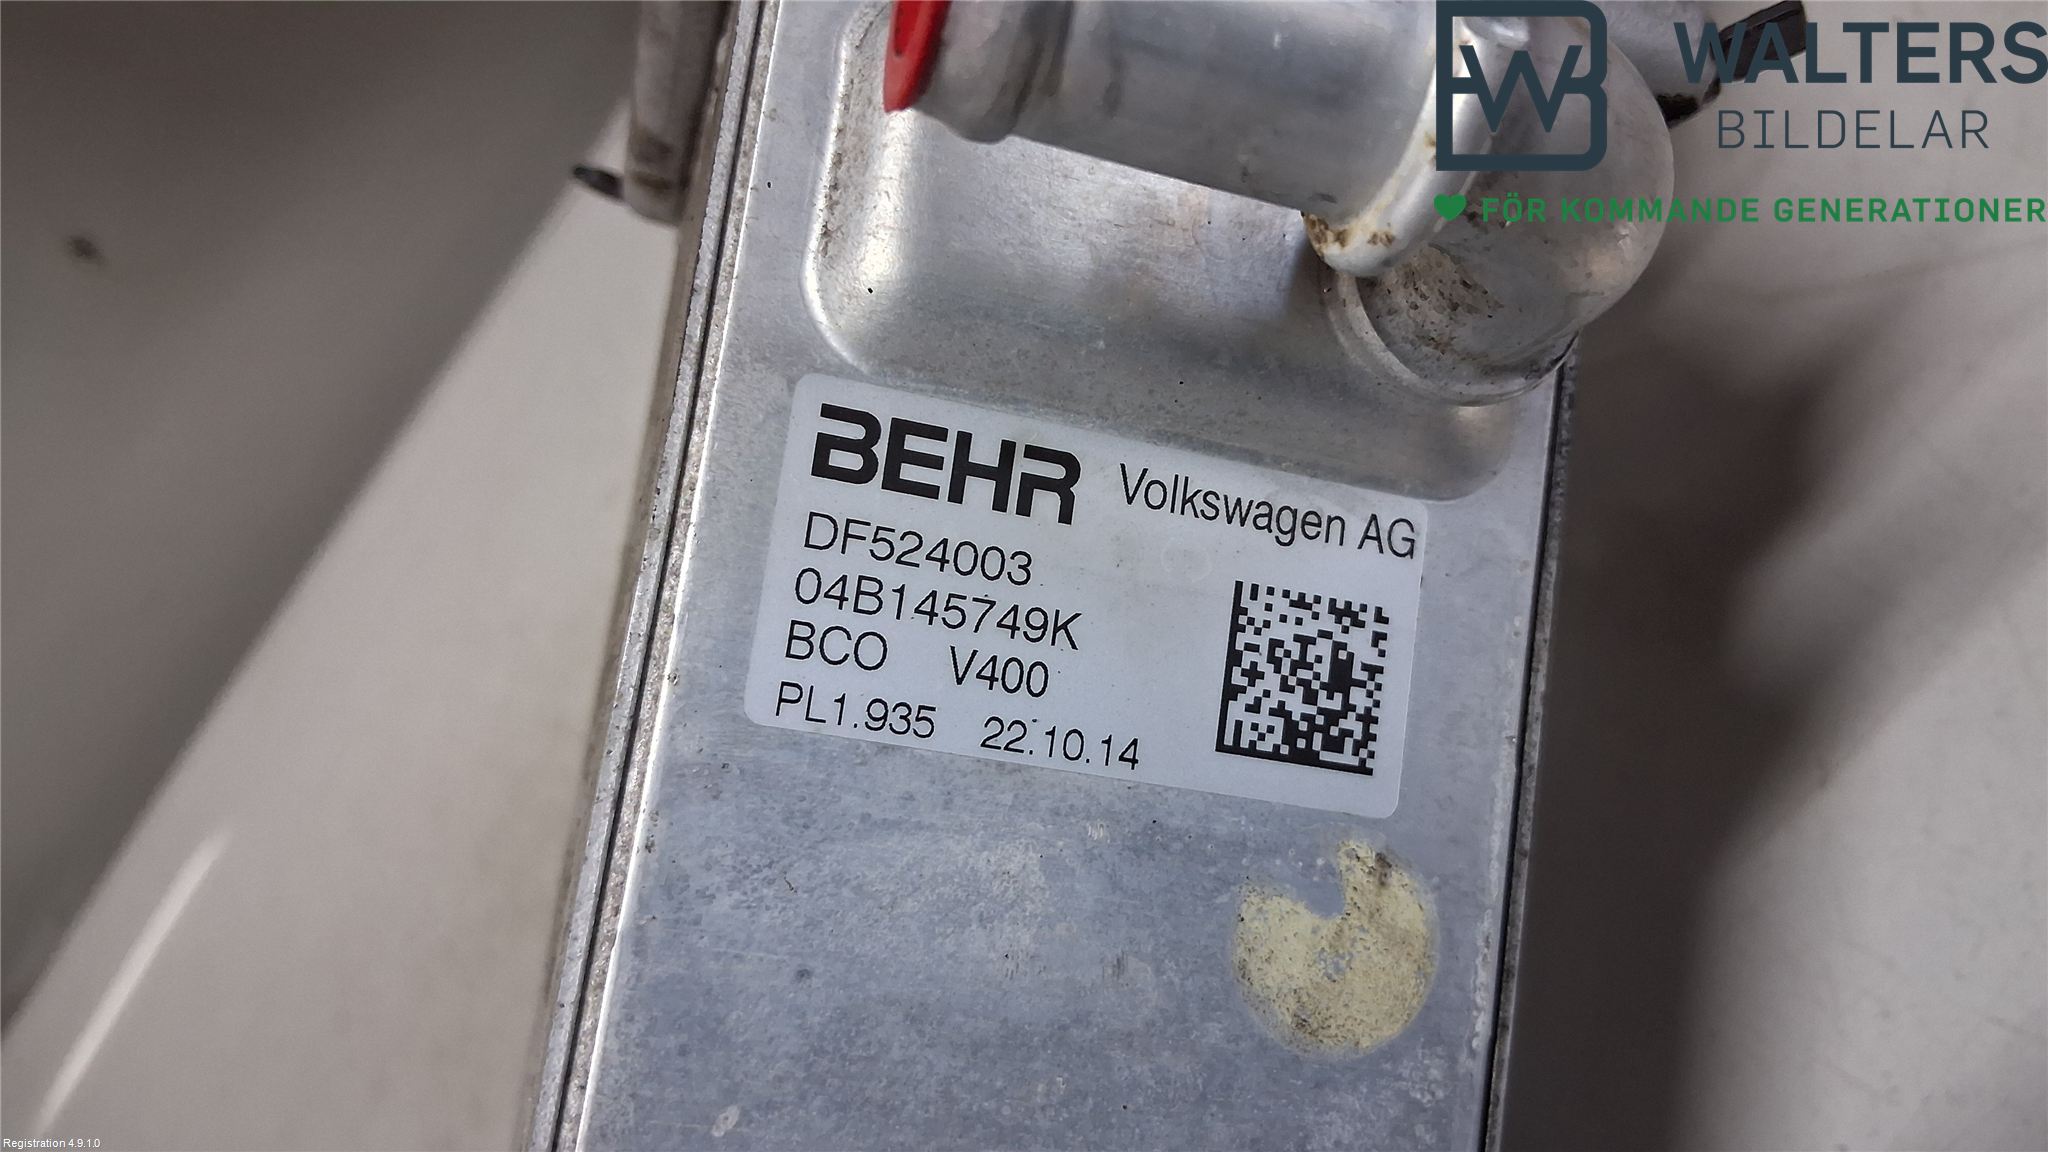 WALTERS
BILDELAR
FÖR KOMMANDE GENERATIONER
BEHR Volkswagen AG
DF524003
04B145749K
BCO V400
PL1.935 22.10.14
Registration 4.9.1.0